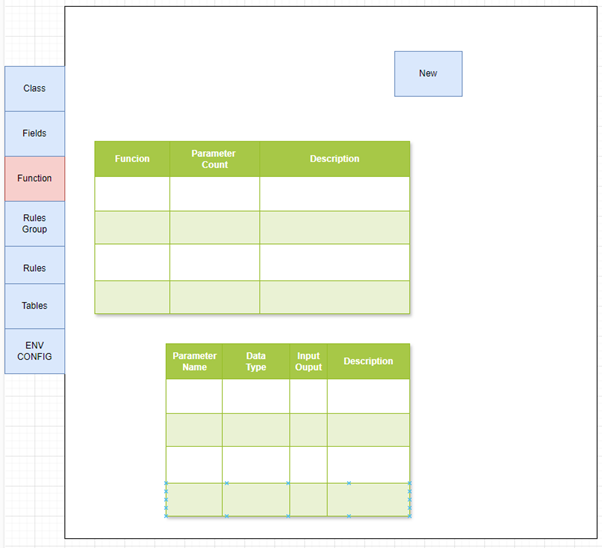 New
Class
Fields
Function
Rules
Group
Rules
Tables
ENV
CONFIG
Funcion
Parameter
Count
Description
Parameter
Name
Data
Type
Input
Ouput
Description